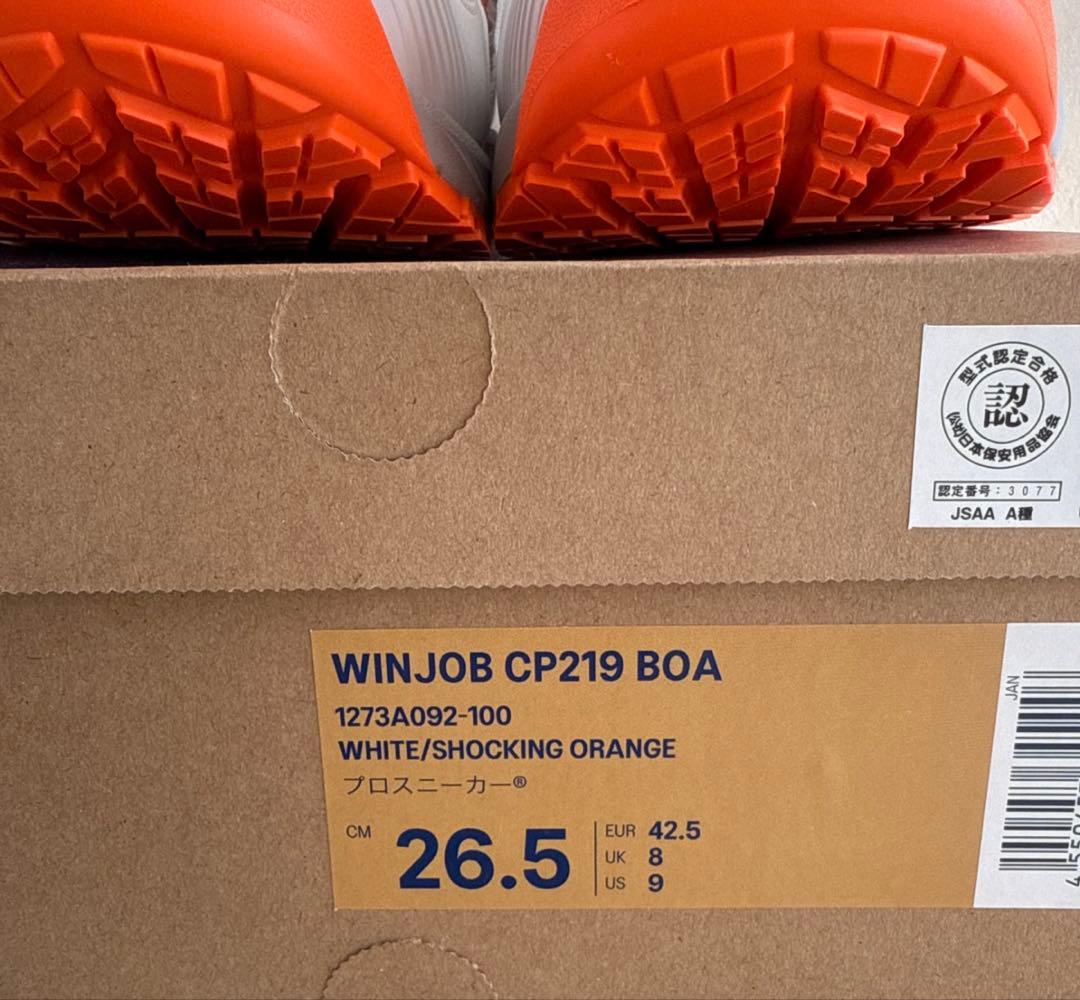 型式認定合格
認
(公社)日本保安用品協会
認定番号：3077
JSAA A種
WINJOB CP219 BOA
1273A092-100
WHITE/SHOCKING ORANGE
プロスニーカー®
CM 26.5
EUR 42.5
UK 8
US 9
JAN